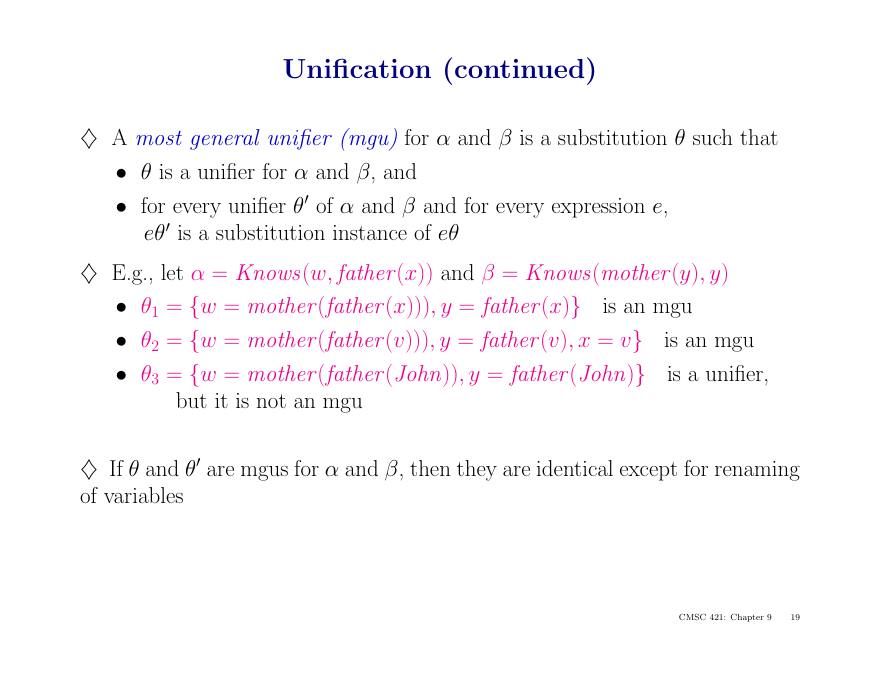 Unification (continued)
♢ A most general unifier (mgu) for α and β is a substitution θ such that
• θ is a unifier for α and β, and
• for every unifier θ′ of α and β and for every expression e,
eθ′ is a substitution instance of eθ
♢ E.g., let α = Knows(w, father(x)) and β = Knows(mother(y), y)
• θ₁ = {w = mother(father(x))), y = father(x)} is an mgu
• θ₂ = {w = mother(father(v))), y = father(v), x = v} is an mgu
• θ₃ = {w = mother(father(John)), y = father(John)} is a unifier,
but it is not an mgu
♢ If θ and θ′ are mgus for α and β, then they are identical except for renaming
of variables
CMSC 421: Chapter 9 19